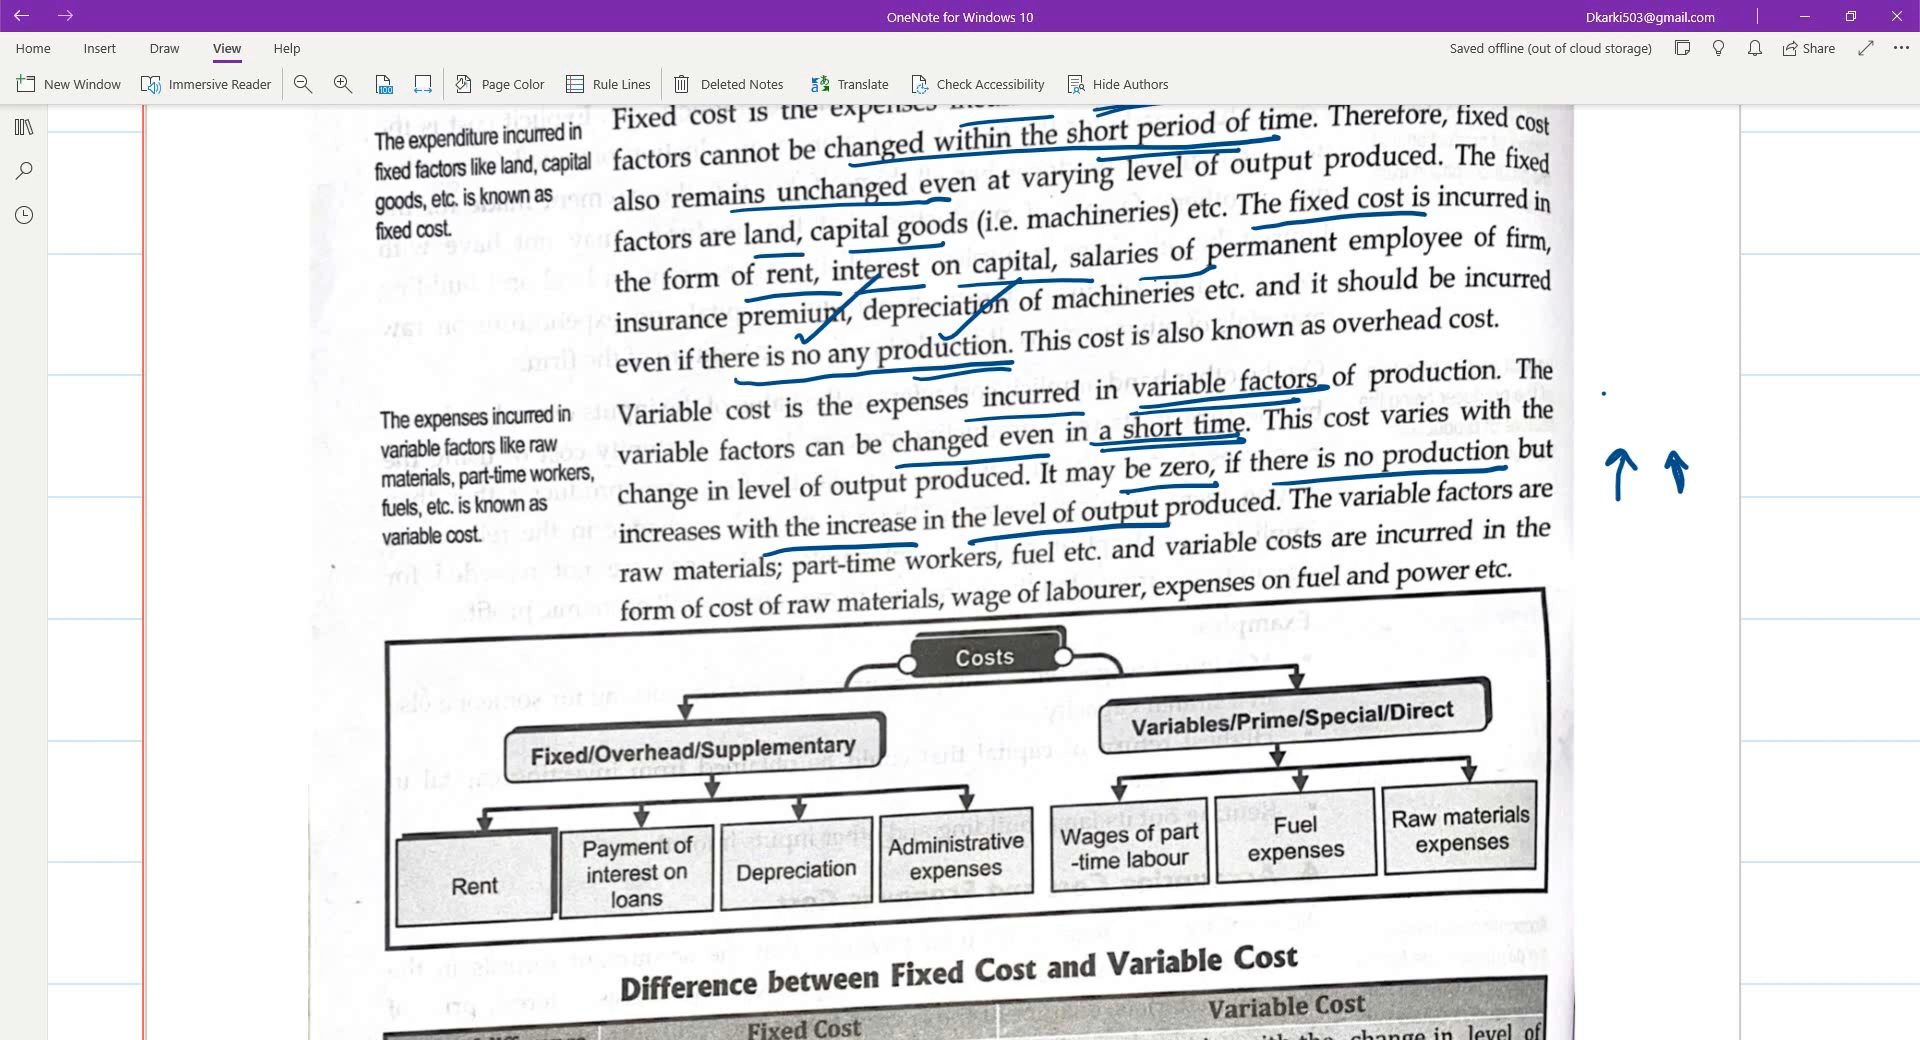 OneNote for Windows 10
Dkarki503@gmail.com
Home Insert Draw View Help
Saved offline (out of cloud storage)
Share
New Window
Immersive Reader
100
Page Color
Rule Lines
Deleted Notes
Translate
Check Accessibility
Hide Authors
The expenditure incurred in
fixed factors like land, capital
goods, etc. is known as
fixed cost.
Fixed cost is the expenses
factors cannot be changed within the short period of time. Therefore, fixed cost
also remains unchanged even at varying level of output produced. The fixed
factors are land, capital goods (i.e. machineries) etc. The fixed cost is incurred in
the form of rent, interest on capital, salaries of permanent employee of firm,
insurance premium, depreciation of machineries etc. and it should be incurred
even if there is no any production. This cost is also known as overhead cost.
The expenses incurred in
variable factors like raw
materials, part-time workers,
fuels, etc. is known as
variable cost.
Variable cost is the expenses incurred in variable factors of production. The
variable factors can be changed even in a short time. This cost varies with the
change in level of output produced. It may be zero, if there is no production but
increases with the increase in the level of output produced. The variable factors are
raw materials; part-time workers, fuel etc. and variable costs are incurred in the
form of cost of raw materials, wage of labourer, expenses on fuel and power etc.
Costs
Fixed/Overhead/Supplementary
Variables/Prime/Special/Direct
Rent
Payment of
interest on
loans
Depreciation
Administrative
expenses
Wages of part
-time labour
Fuel
expenses
Raw materials
expenses
Difference between Fixed Cost and Variable Cost
Fixed Cost
Variable Cost
change in level of